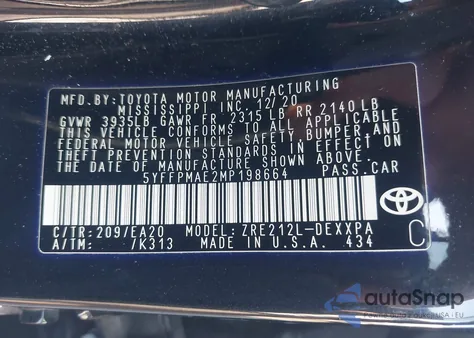 MFD.BY:TOYOTA MOTOR MANUFACTURING
MISSISSIPPI INC. 12/20
GVWR 3935LB GAWR FR 2315 LB RR 2140 LB
THIS VEHICLE CONFORMS TO ALL APPLICABLE
FEDERAL MOTOR VEHICLE SAFETY, BUMPER, AND
THEFT PREVENTION STANDARDS IN EFFECT ON
THE DATE OF MANUFACTURE SHOWN ABOVE.
5YFFPMAE2MP198664 PASS.CAR
C/TR:209/EA20 MODEL:ZRE212L-DEXXPA
A/TM: /K313 MADE IN U.S.A. 434
C
autoSnap